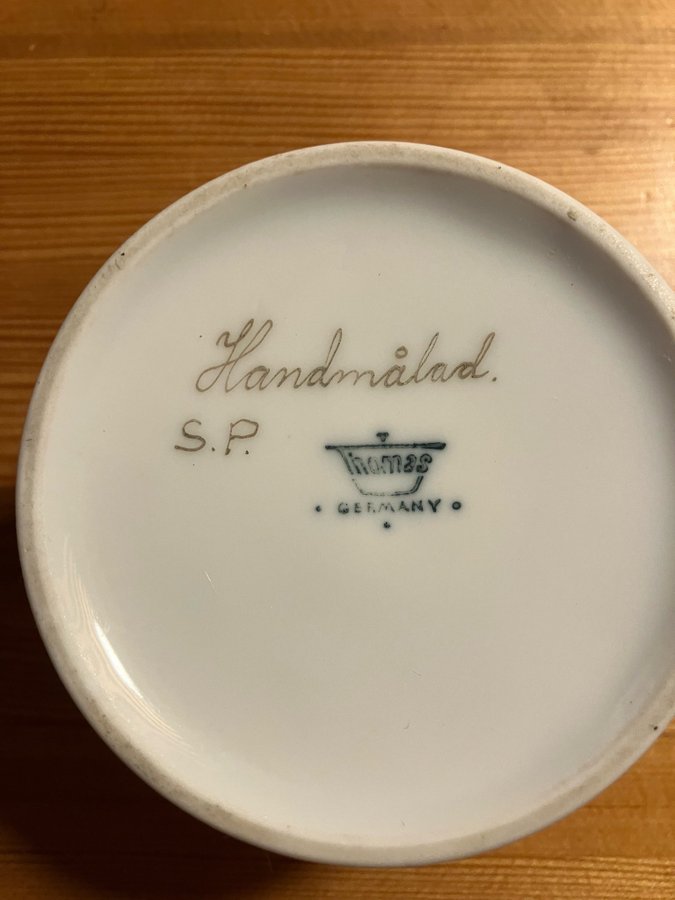 Handmålad.
S.P.
Thomas
GERMANY